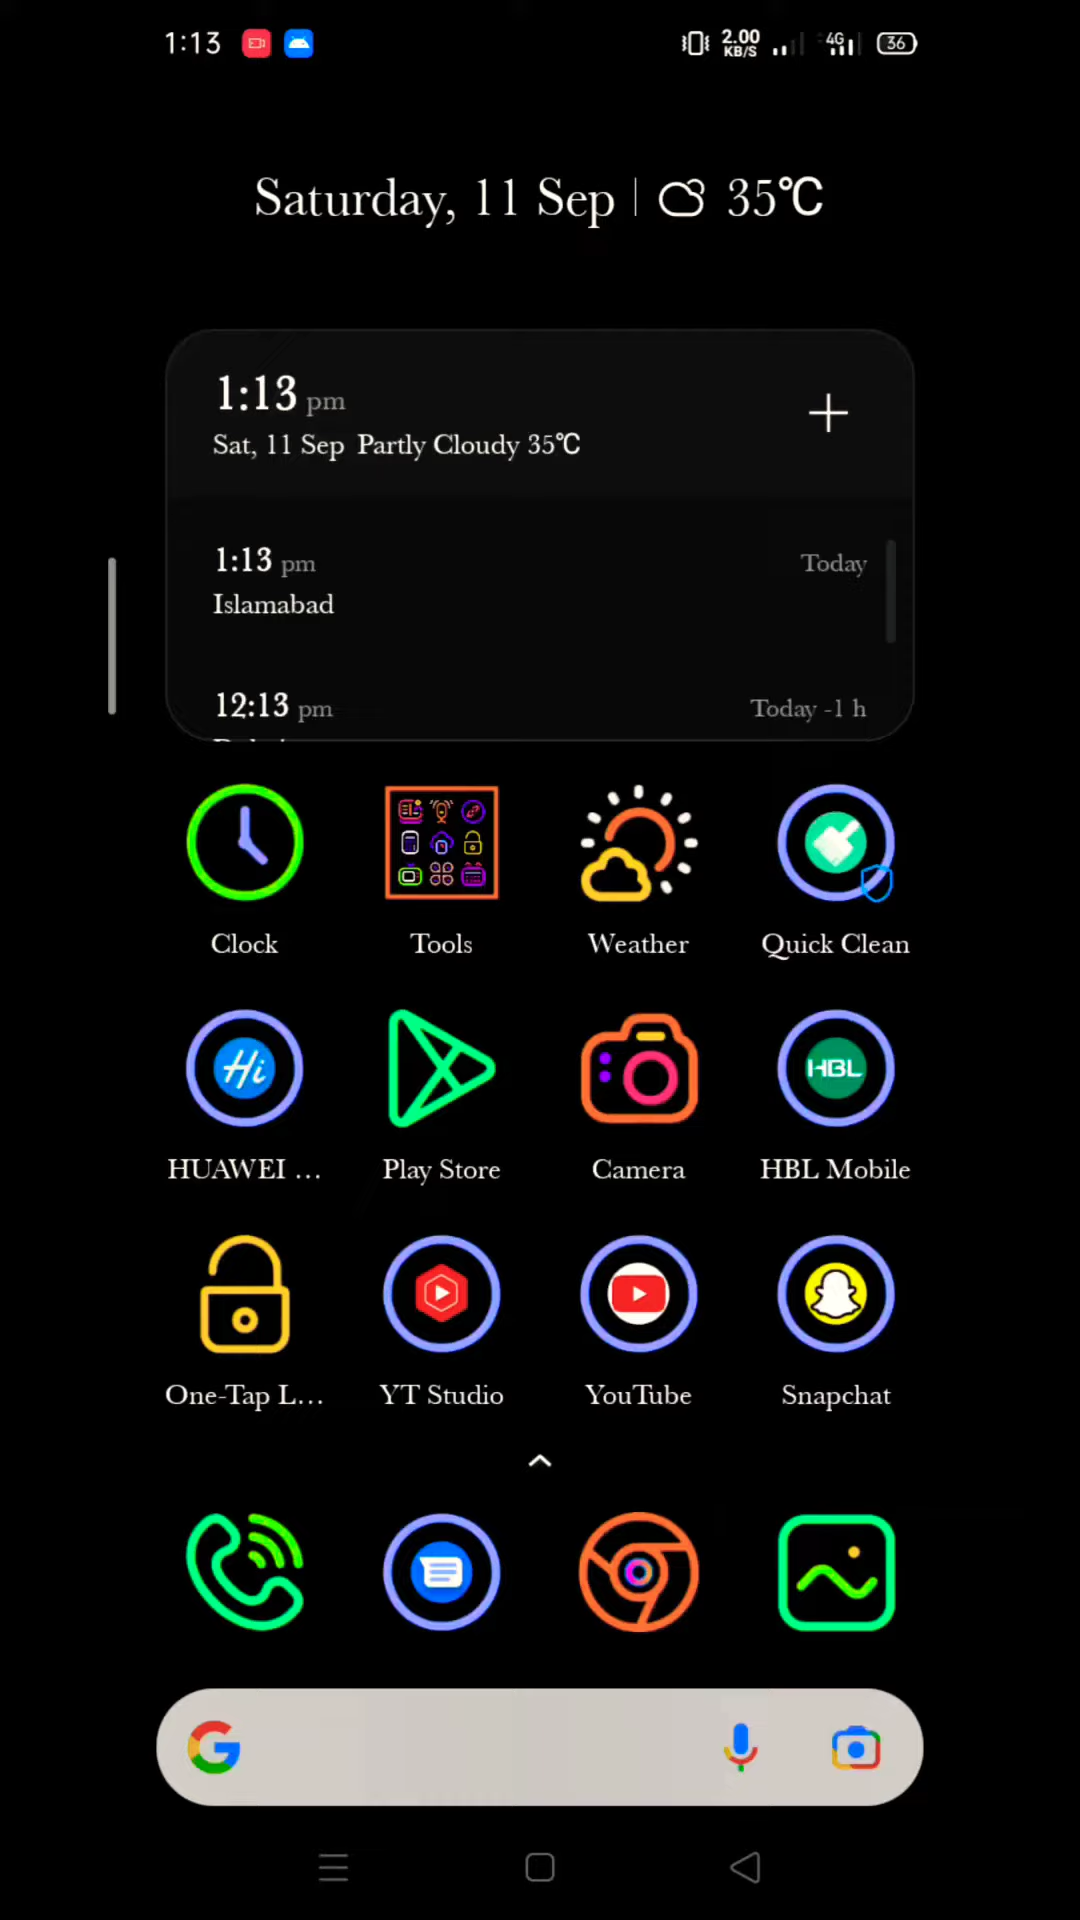 1:13 2.00 KB/S 4G 36
Saturday, 11 Sep | 35℃
1:13 pm
Sat, 11 Sep Partly Cloudy 35℃
1:13 pm Today
Islamabad
12:13 pm Today -1 h
Clock Tools Weather Quick Clean
Hi HBL
HUAWEI ... Play Store Camera HBL Mobile
One-Tap L... YT Studio YouTube Snapchat
G